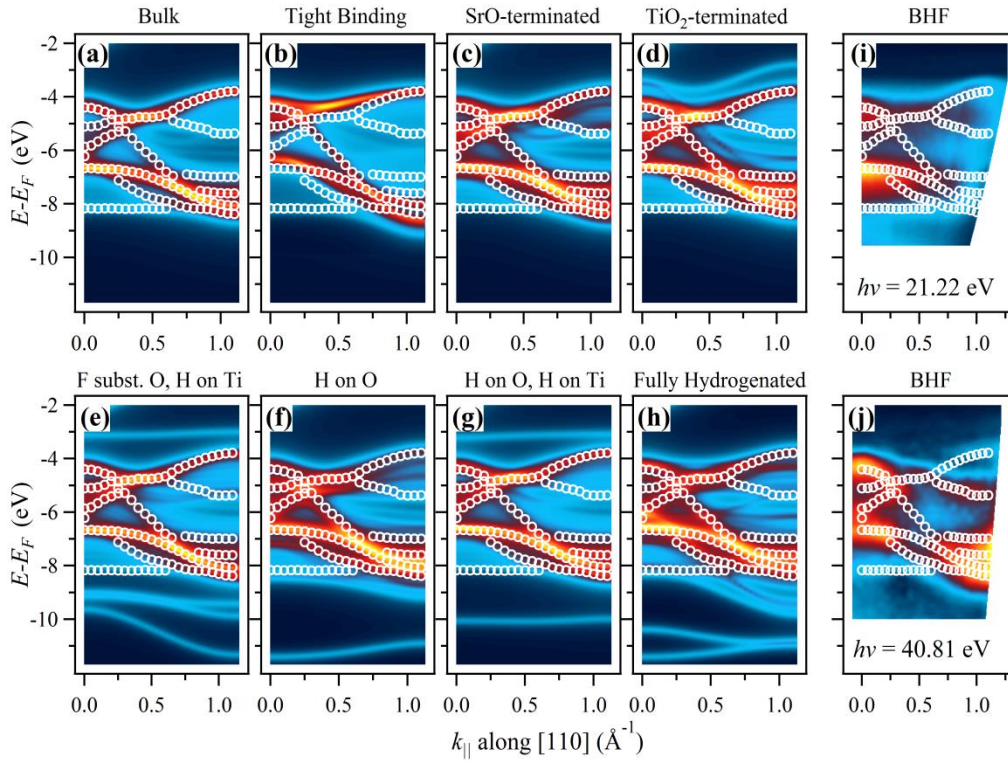 Bulk
Tight Binding
SrO-terminated
TiO₂-terminated
BHF
(a)
(b)
(c)
(d)
(i)
-2
-4
-6
-8
-10
E-E_F (eV)
hν = 21.22 eV
0.0 0.5 1.0
0.0 0.5 1.0
0.0 0.5 1.0
0.0 0.5 1.0
0.0 0.5 1.0
F subst. O, H on Ti
H on O
H on O, H on Ti
Fully Hydrogenated
BHF
(e)
(f)
(g)
(h)
(j)
-2
-4
-6
-8
-10
E-E_F (eV)
hν = 40.81 eV
0.0 0.5 1.0
0.0 0.5 1.0
0.0 0.5 1.0
0.0 0.5 1.0
0.0 0.5 1.0
k_|| along [110] (Å⁻¹)